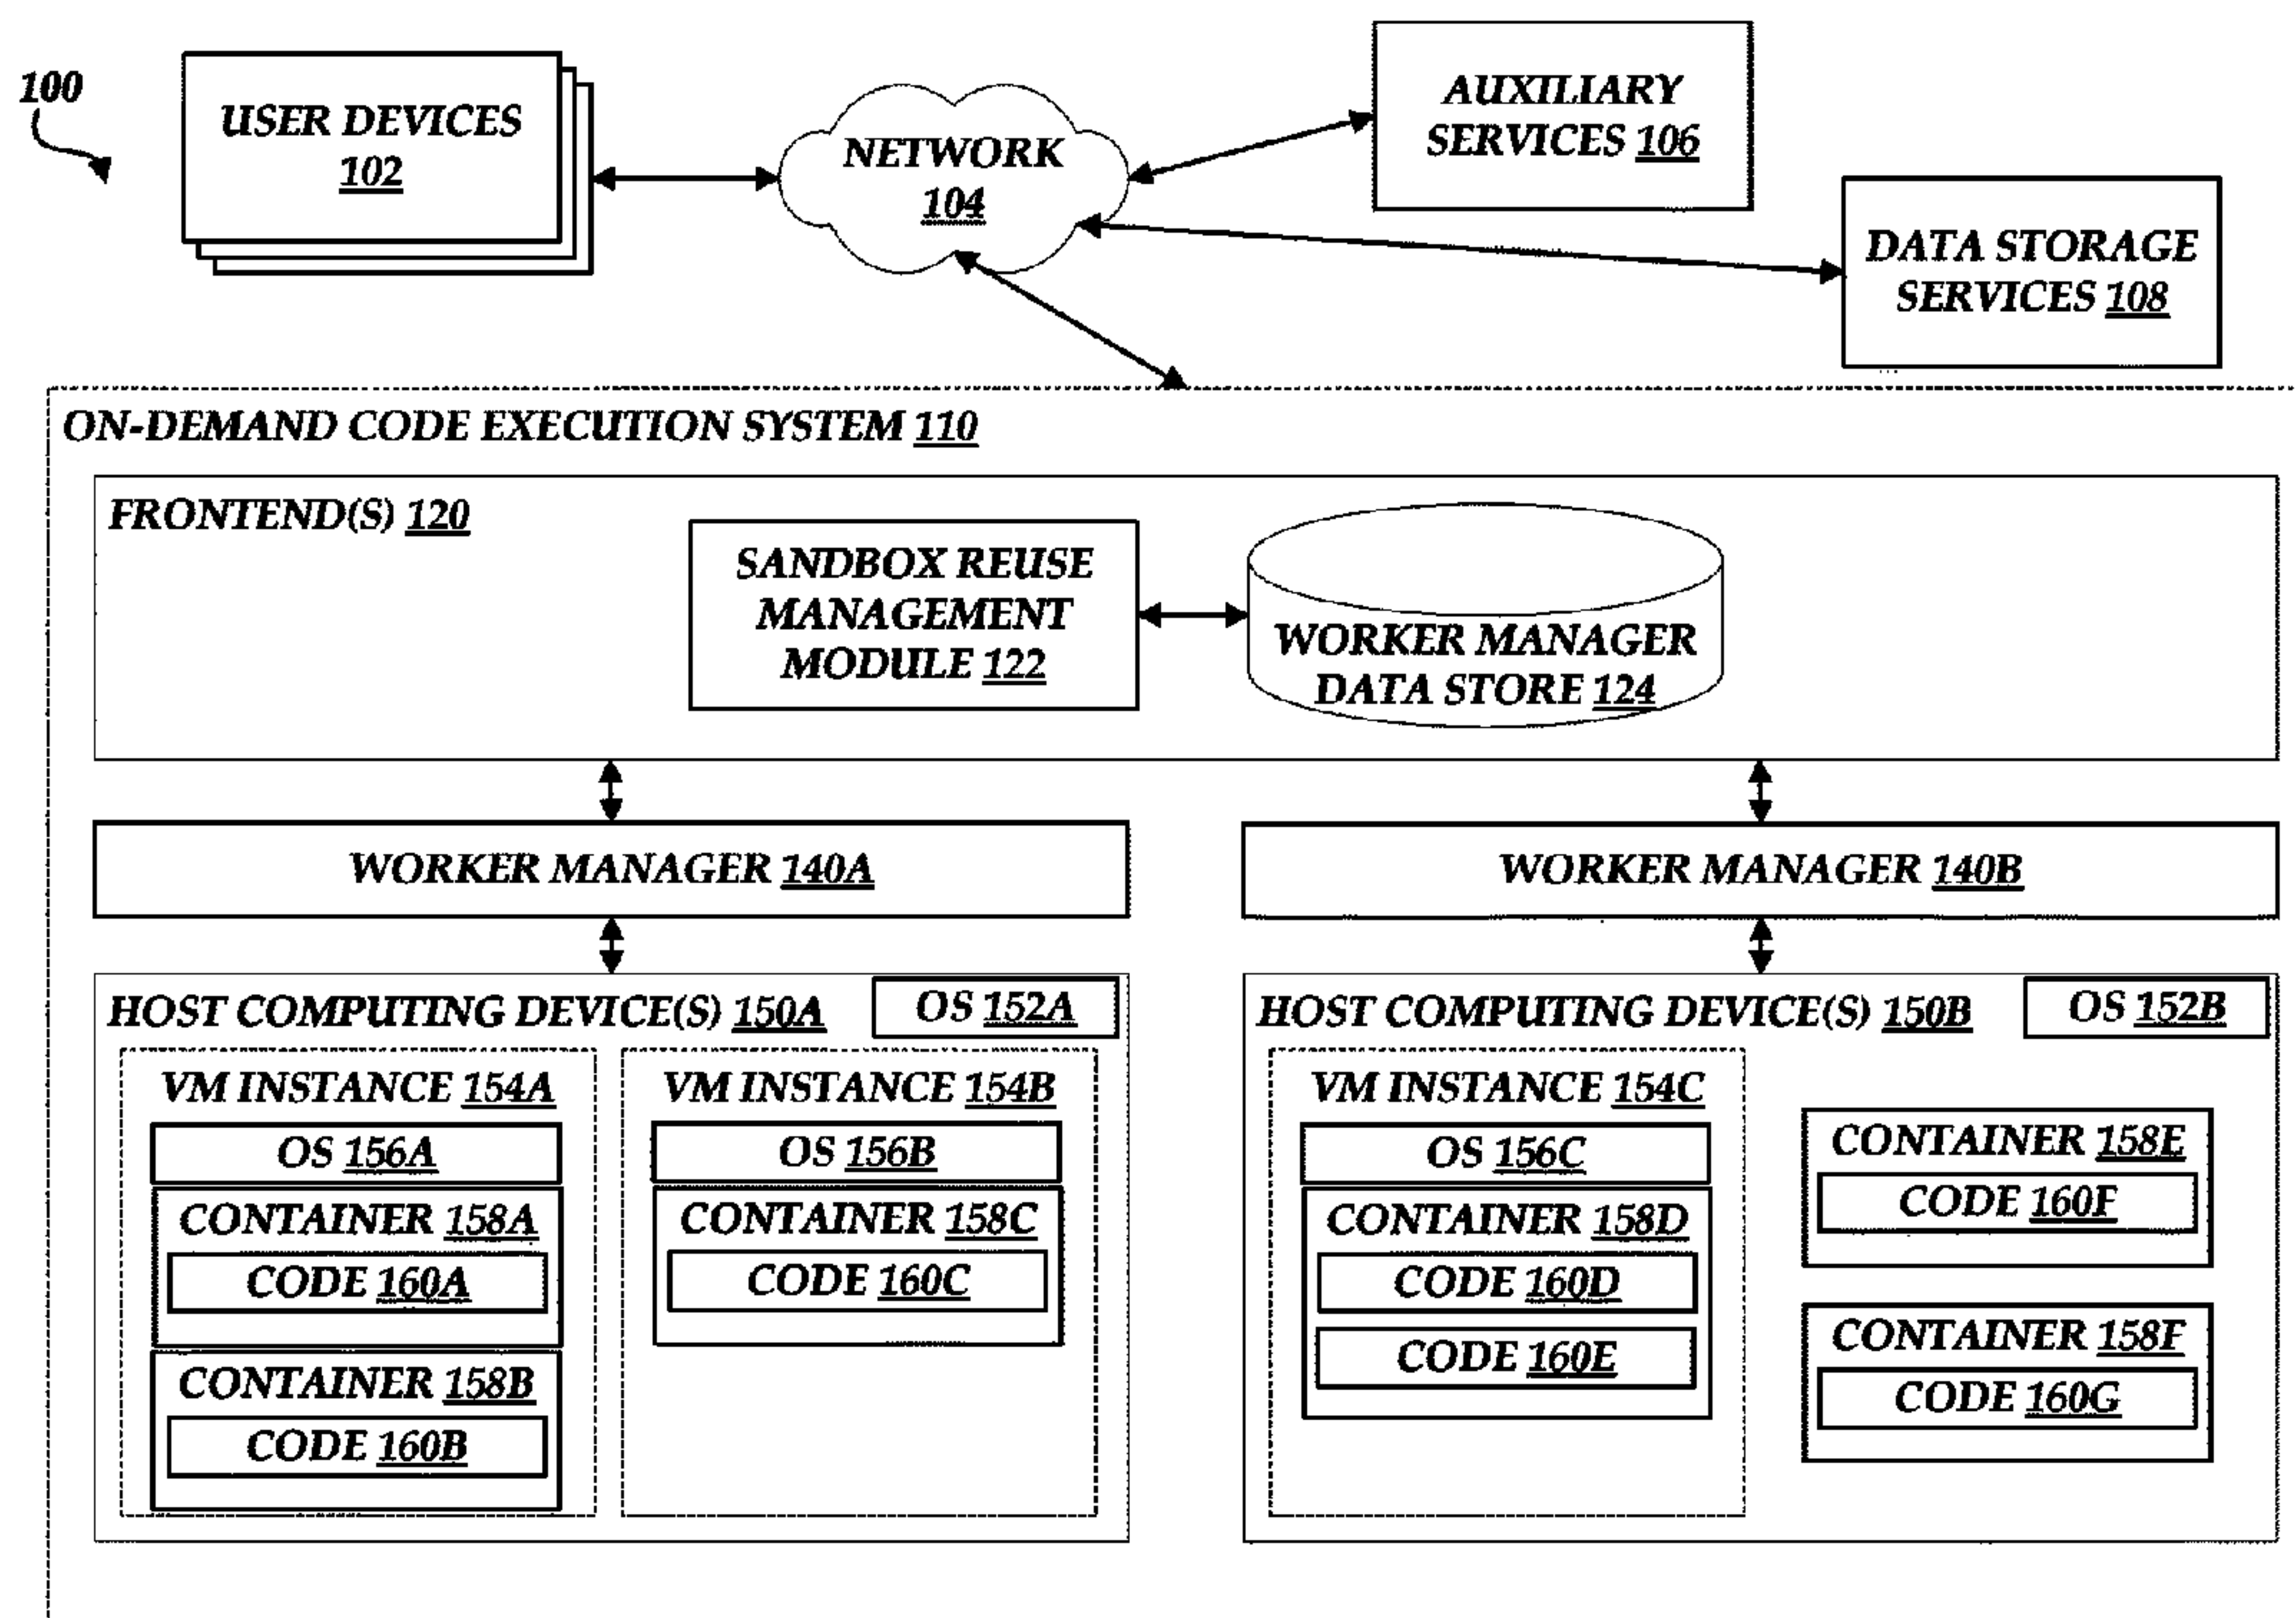 100
USER DEVICES
102
NETWORK
104
AUXILIARY
SERVICES 106
DATA STORAGE
SERVICES 108
ON-DEMAND CODE EXECUTION SYSTEM 110
FRONTEND(S) 120
SANDBOX REUSE
MANAGEMENT
MODULE 122
WORKER MANAGER
DATA STORE 124
WORKER MANAGER 140A
WORKER MANAGER 140B
HOST COMPUTING DEVICE(S) 150A
OS 152A
VM INSTANCE 154A
OS 156A
CONTAINER 158A
CODE 160A
CONTAINER 158B
CODE 160B
VM INSTANCE 154B
OS 156B
CONTAINER 158C
CODE 160C
HOST COMPUTING DEVICE(S) 150B
OS 152B
VM INSTANCE 154C
OS 156C
CONTAINER 158D
CODE 160D
CODE 160E
CONTAINER 158E
CODE 160F
CONTAINER 158F
CODE 160G